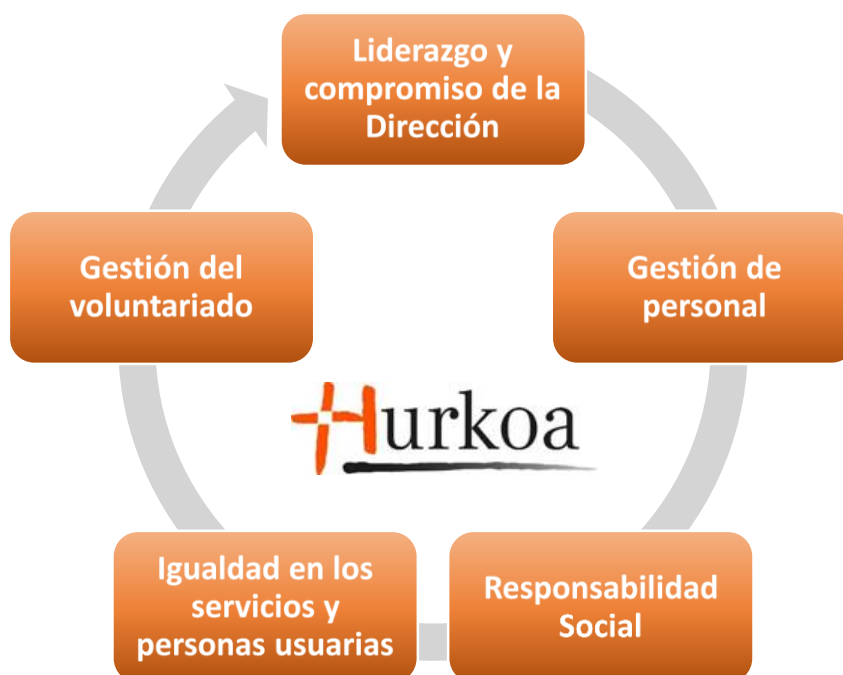 Liderazgo y
compromiso de la
Dirección
Gestión de
personal
Responsabilidad
Social
Igualdad en los
servicios y
personas usuarias
Gestión del
voluntariado
Hurkoa